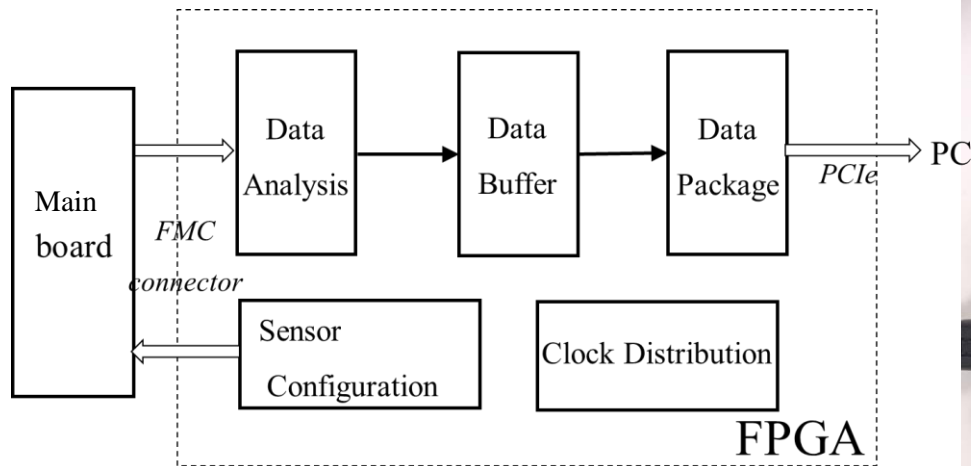 Main
board
FMC
connector
Data
Analysis
Data
Buffer
Data
Package
PCIe
PC
Sensor
Configuration
Clock Distribution
FPGA